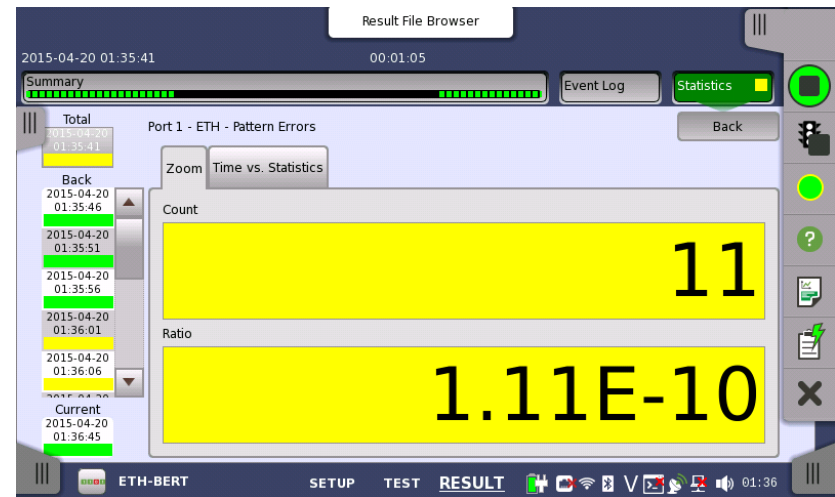 Result File Browser
2015-04-20 01:35:41
00:01:05
Summary
Event Log
Statistics
Total
2015-04-20
01:35:41
Back
2015-04-20
01:35:46
2015-04-20
01:35:51
2015-04-20
01:35:56
2015-04-20
01:36:01
2015-04-20
01:36:06
Current
2015-04-20
01:36:45
Port 1 - ETH - Pattern Errors
Back
Zoom
Time vs. Statistics
Count
11
Ratio
1.11E-10
ETH-BERT
SETUP
TEST
RESULT
01:36